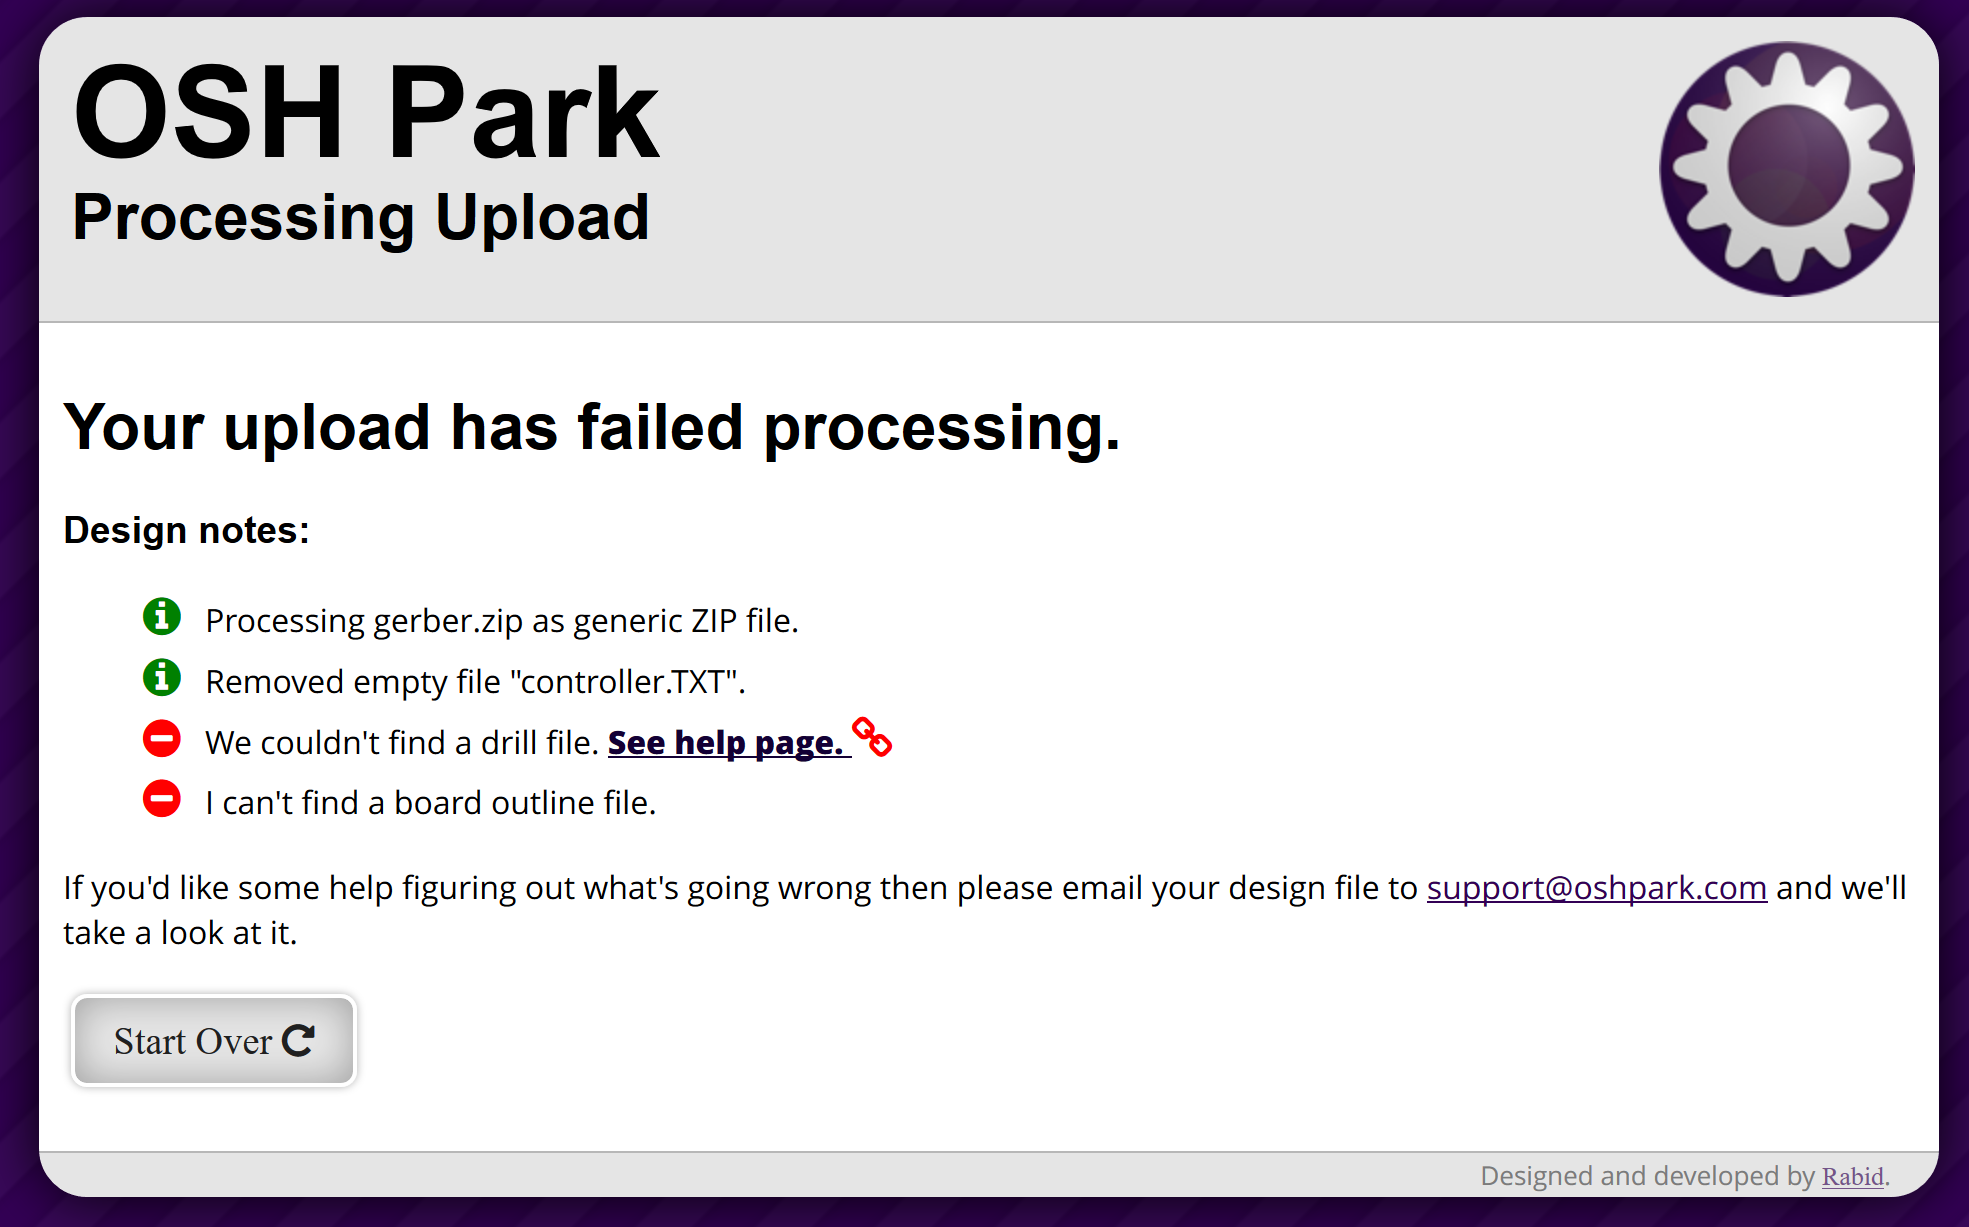 OSH Park
Processing Upload
Your upload has failed processing.
Design notes:
Processing gerber.zip as generic ZIP file.
Removed empty file "controller.TXT".
We couldn't find a drill file. See help page.
I can't find a board outline file.
If you'd like some help figuring out what's going wrong then please email your design file to support@oshpark.com and we'll
take a look at it.
Start Over
Designed and developed by Rabid.